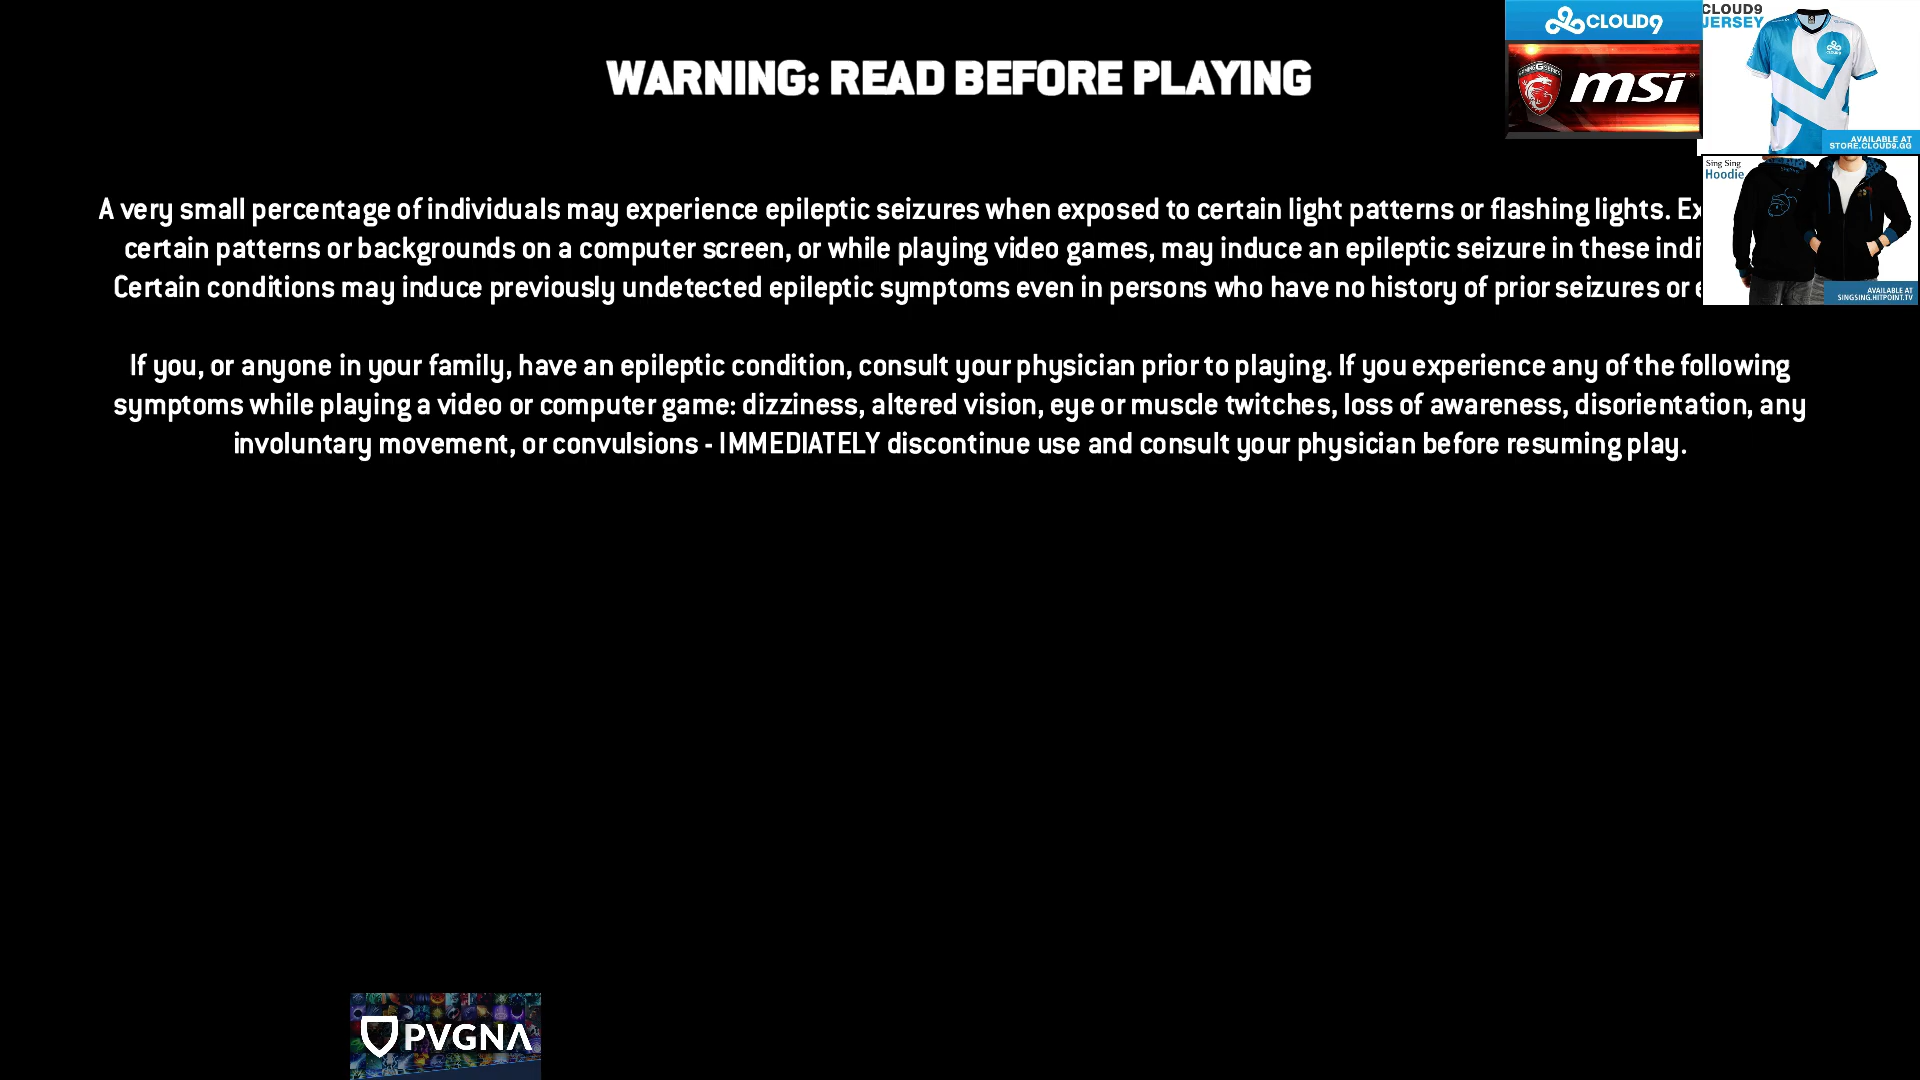 WARNING: READ BEFORE PLAYING
CLOUD9
msi
CLOUD9
JERSEY
AVAILABLE AT
STORE.CLOUD9.GG
Sing Sing
Hoodie
AVAILABLE AT
SINGSING.HITPOINT.TV
A very small percentage of individuals may experience epileptic seizures when exposed to certain light patterns or flashing lights. Ex
certain patterns or backgrounds on a computer screen, or while playing video games, may induce an epileptic seizure in these indi
Certain conditions may induce previously undetected epileptic symptoms even in persons who have no history of prior seizures or e
If you, or anyone in your family, have an epileptic condition, consult your physician prior to playing. If you experience any of the following
symptoms while playing a video or computer game: dizziness, altered vision, eye or muscle twitches, loss of awareness, disorientation, any
involuntary movement, or convulsions - IMMEDIATELY discontinue use and consult your physician before resuming play.
PVGNA